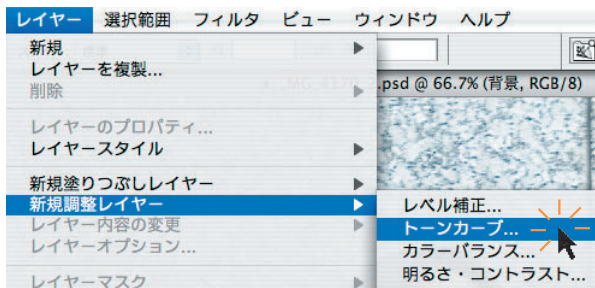 レイヤー 選択範囲 フィルタ ビュー ウィンドウ ヘルプ
新規
レイヤーを複製...
削除
.psd @ 66.7% (背景, RGB/8)
レイヤーのプロパティ...
レイヤースタイル
新規塗りつぶしレイヤー
新規調整レイヤー
レイヤー内容の変更
レイヤーオプション...
レイヤーマスク
レベル補正...
トーンカーブ...
カラーバランス...
明るさ・コントラスト...